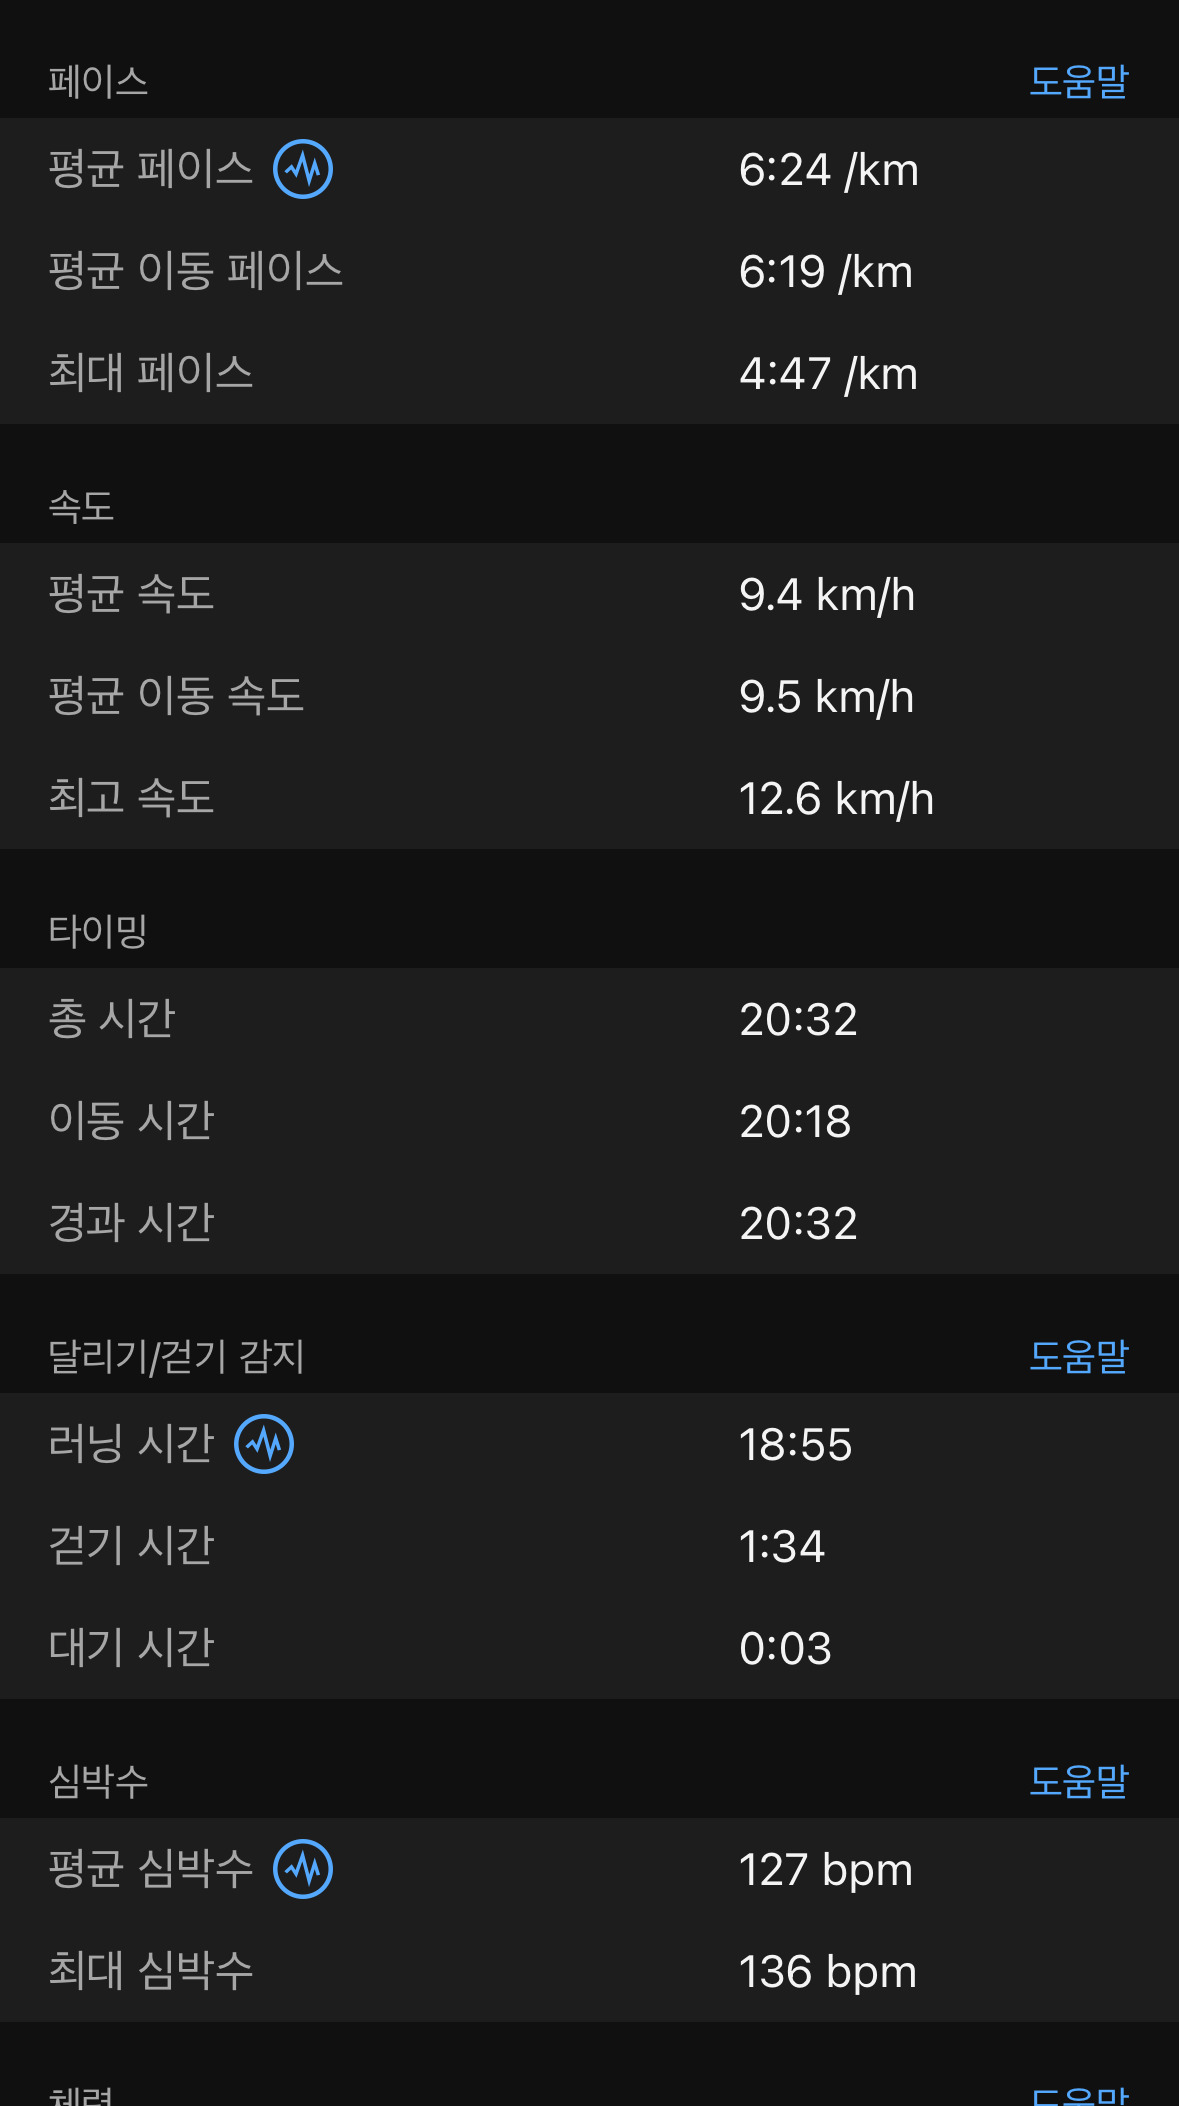 페이스 도움말
평균 페이스 6:24 /km
평균 이동 페이스 6:19 /km
최대 페이스 4:47 /km
속도
평균 속도 9.4 km/h
평균 이동 속도 9.5 km/h
최고 속도 12.6 km/h
타이밍
총 시간 20:32
이동 시간 20:18
경과 시간 20:32
달리기/걷기 감지 도움말
러닝 시간 18:55
걷기 시간 1:34
대기 시간 0:03
심박수 도움말
평균 심박수 127 bpm
최대 심박수 136 bpm
체력 도움말